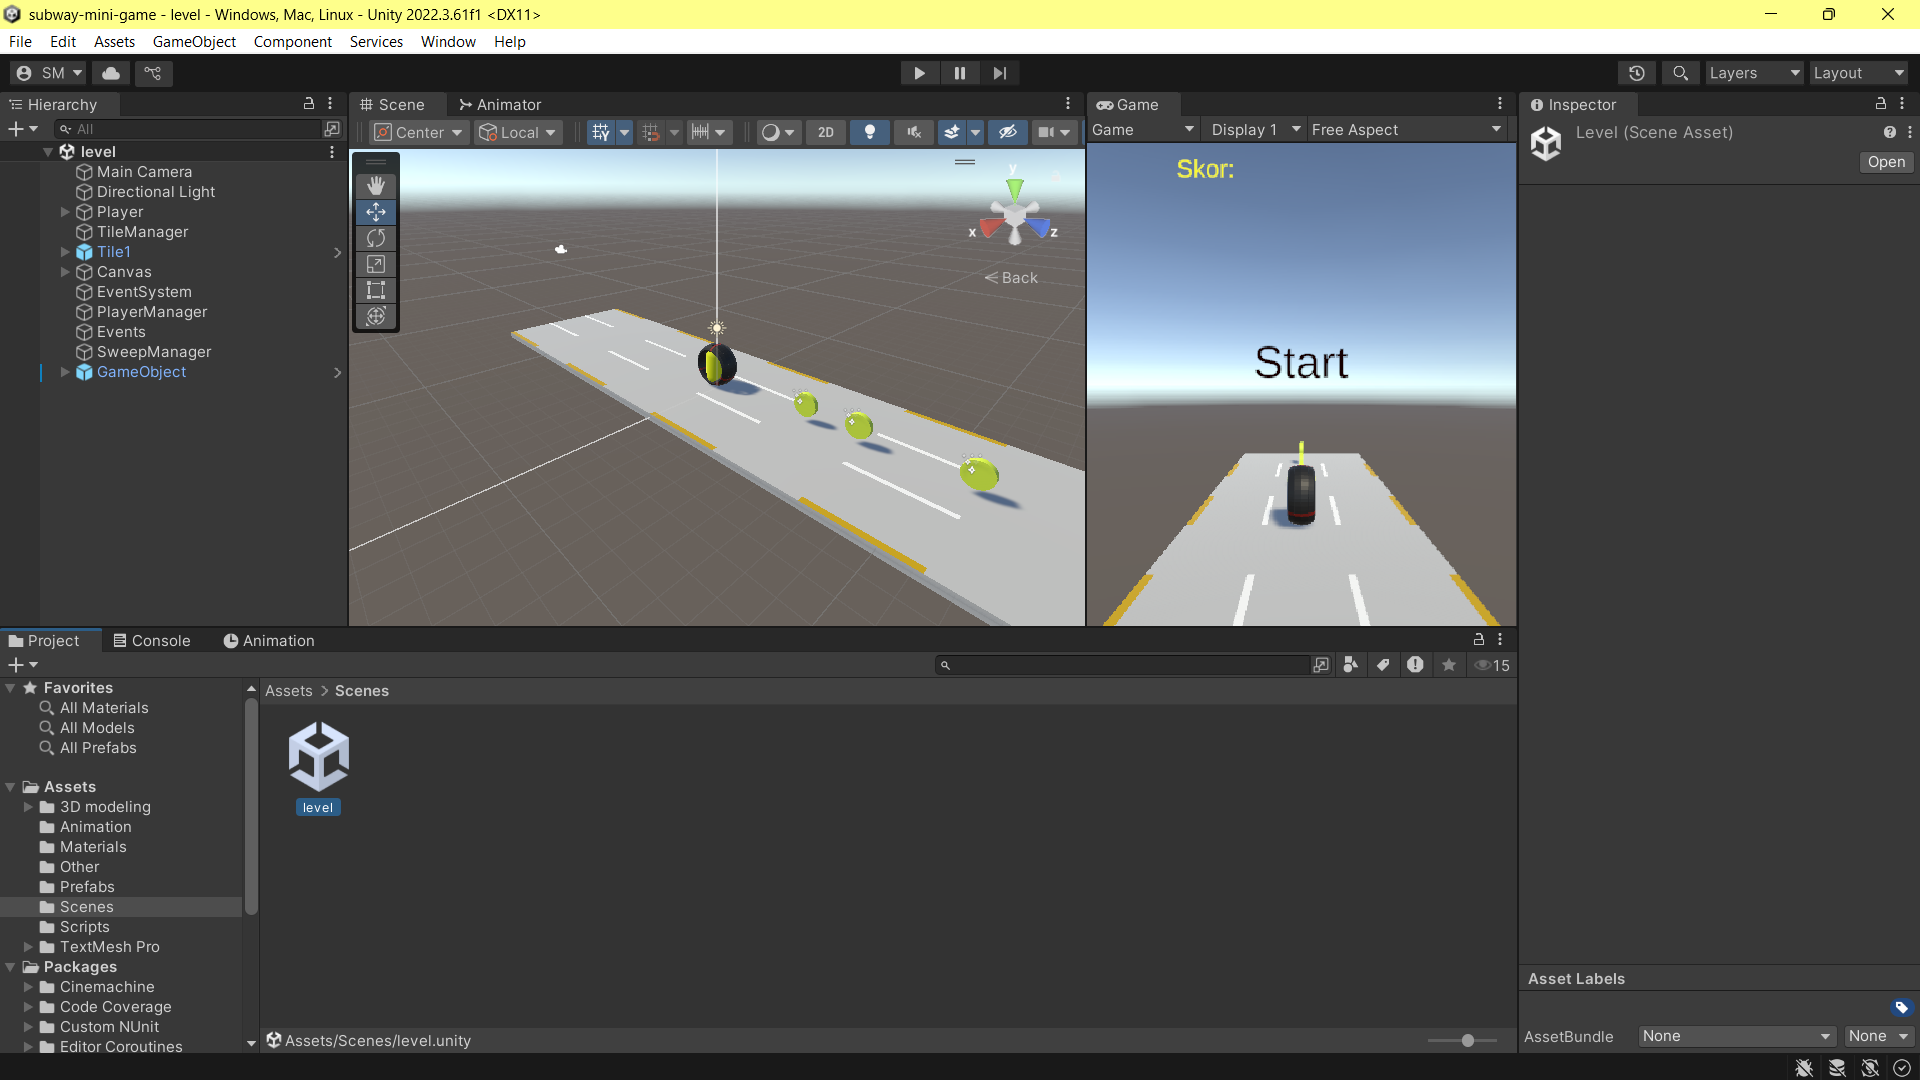 subway-mini-game - level - Windows, Mac, Linux - Unity 2022.3.61f1 <DX11>
File Edit Assets GameObject Component Services Window Help
SM Layers Layout
Hierarchy
All
level
Main Camera
Directional Light
Player
TileManager
Tile1
Canvas
EventSystem
PlayerManager
Events
SweepManager
GameObject
Scene Animator
Center Local 2D
y
x z
Back
Game
Game Display 1 Free Aspect
Skor:
Start
Inspector
Level (Scene Asset)
Open
Project Console Animation
15
Favorites
All Materials
All Models
All Prefabs
Assets
3D modeling
Animation
Materials
Other
Prefabs
Scenes
Scripts
TextMesh Pro
Packages
Cinemachine
Code Coverage
Custom NUnit
Editor Coroutines
Assets > Scenes
level
Assets/Scenes/level.unity
Asset Labels
AssetBundle None None